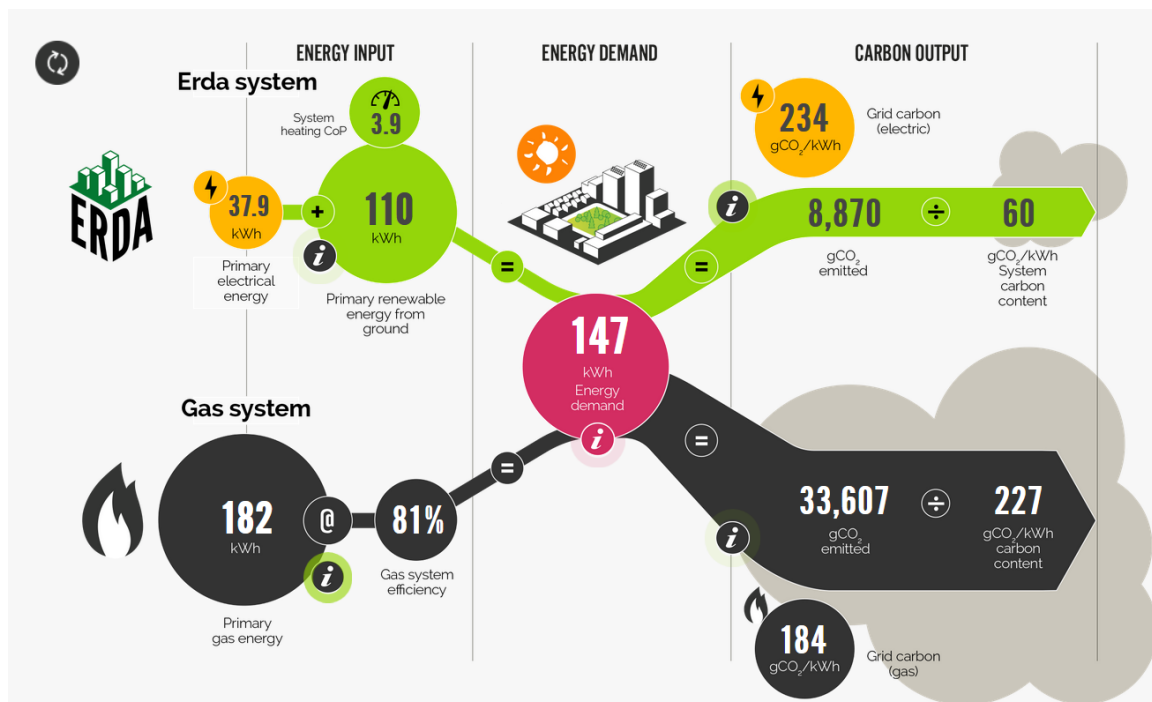 ENERGY INPUT
ENERGY DEMAND
CARBON OUTPUT
Erda system
System
heating CoP
3.9
ERDA
37.9
kWh
+
110
kWh
i
Primary
electrical
energy
Primary renewable
energy from
ground
=
=
i
234
gCO₂/kWh
Grid carbon
(electric)
8,870
gCO₂
emitted
÷
60
gCO₂/kWh
System
carbon
content
147
kWh
Energy
demand
i
Gas system
182
kWh
@
i
81%
Gas system
efficiency
Primary
gas energy
=
=
i
33,607
gCO₂
emitted
÷
227
gCO₂/kWh
carbon
content
184
gCO₂/kWh
Grid carbon
(gas)